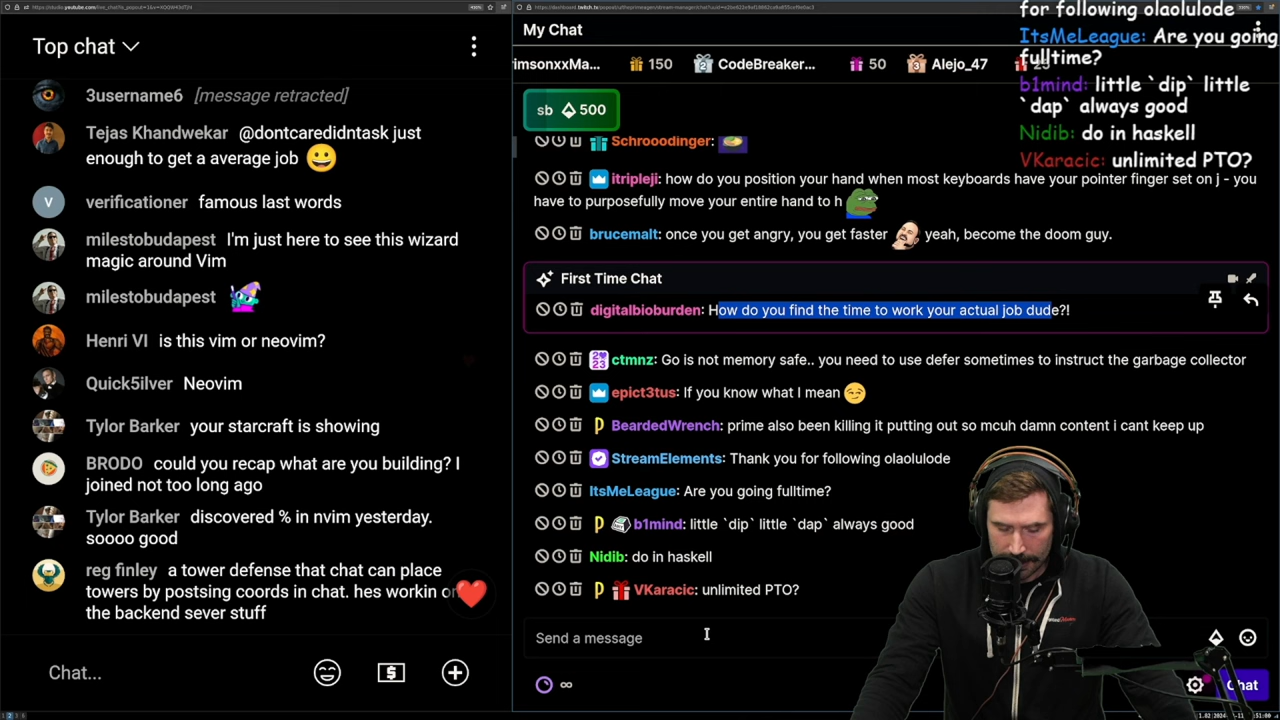 Top chat
3username6 [message retracted]
Tejas Khandwekar @dontcaredidntask just
enough to get a average job
V verificationer famous last words
milestobudapest I'm just here to see this wizard
magic around Vim
milestobudapest
Henri VI is this vim or neovim?
Quick5ilver Neovim
Tylor Barker your starcraft is showing
BRODO could you recap what are you building? I
joined not too long ago
Tylor Barker discovered % in nvim yesterday.
soooo good
reg finley a tower defense that chat can place
towers by postsing coords in chat. hes workin on
the backend sever stuff
Chat...
My Chat
rimsonxxMa... 150 2 CodeBreaker... 50 3 Alejo_47 25
sb 500
Schrooodinger:
itripleji: how do you position your hand when most keyboards have your pointer finger set on j - you
have to purposefully move your entire hand to h
brucemalt: once you get angry, you get faster yeah, become the doom guy.
First Time Chat
digitalbioburden: How do you find the time to work your actual job dude?!
ctmnz: Go is not memory safe.. you need to use defer sometimes to instruct the garbage collector
epict3tus: If you know what I mean
BeardedWrench: prime also been killing it putting out so mcuh damn content i cant keep up
StreamElements: Thank you for following olaolulode
ItsMeLeague: Are you going fulltime?
b1mind: little `dip` little `dap` always good
Nidib: do in haskell
VKaracic: unlimited PTO?
Send a message
Chat
for following olaolulode
ItsMeLeague: Are you going
fulltime?
b1mind: little `dip` little
`dap` always good
Nidib: do in haskell
VKaracic: unlimited PTO?